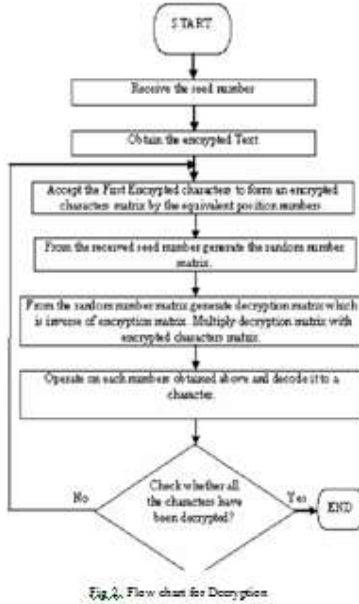 START
Receive the seed number
Obtain the encrypted Text
Accept the First Encrypted characters to form an encrypted
characters matrix by the equivalent position numbers
From the received seed number generate the random number
matrix.
From the random number matrix generate decryption matrix which
is inverse of encryption matrix. Multiply decryption matrix with
encrypted characters matrix.
Operate on each numbers obtained above and decode it to a
character.
Check whether all
the characters have
been decrypted?
No
Yes
END
Fig 2. Flow chart for Decryption